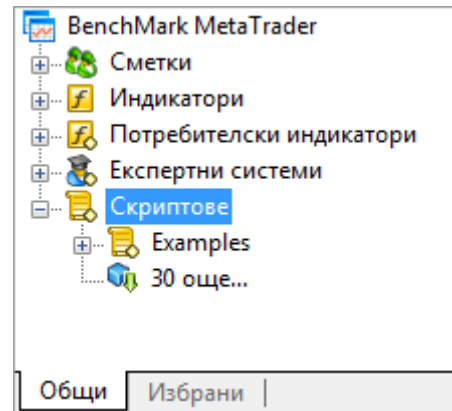 BenchMark MetaTrader
Сметки
Индикатори
Потребителски индикатори
Експертни системи
Скриптове
Examples
30 още...
Общи Избрани